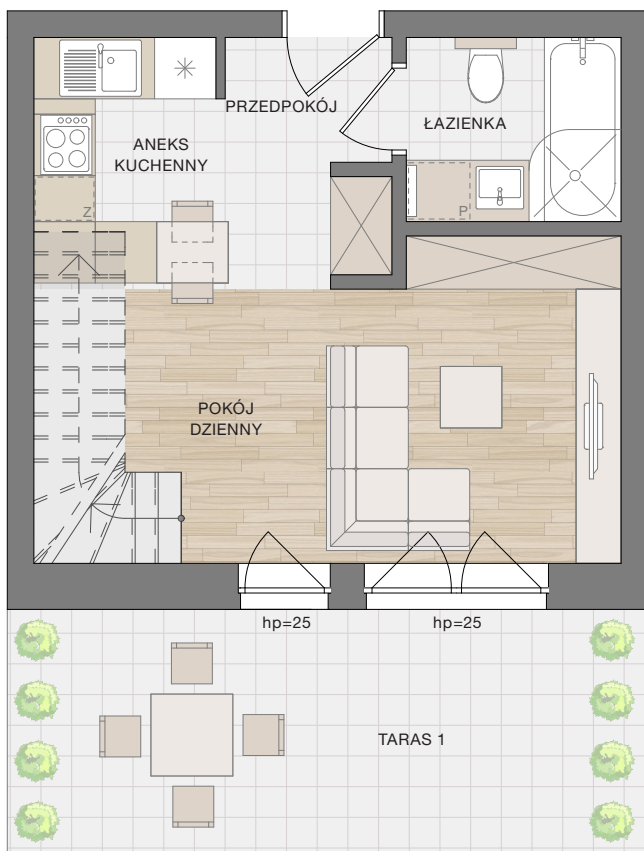 PRZEDPOKÓJ
ŁAZIENKA
ANEKS
KUCHENNY
Z
P
POKÓJ
DZIENNY
hp=25
hp=25
TARAS 1